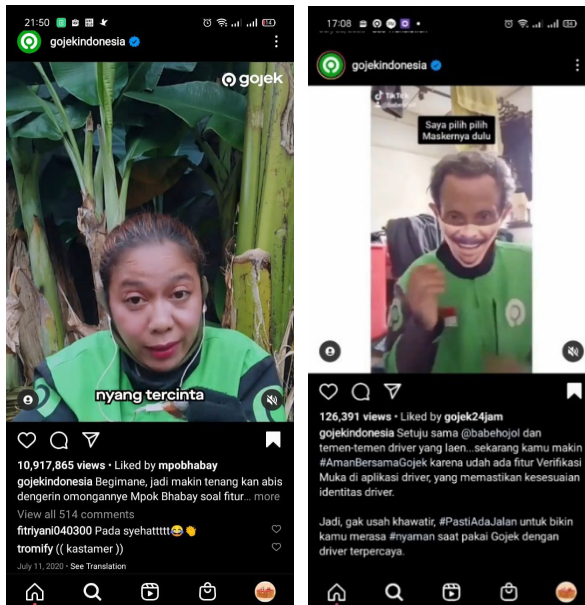 21:50
14
gojekindonesia
gojek
nyang tercinta
10,917,865 views • Liked by mpobhabay
gojekindonesia Begimane, jadi makin tenang kan abis
dengerin omongannye Mpok Bhabay soal fitur... more
View all 514 comments
fitriyani040300 Pada syehattttt😂👏
tromify (( kastamer ))
July 11, 2020 • See Translation
17:08
gojekindonesia
TikTok
Saya pilih pilih
Maskernya dulu
126,391 views • Liked by gojek24jam
gojekindonesia Setuju sama @babehojol dan
temen-temen driver yg laen...sekarang kamu makin
#AmanBersamaGojek karena udah ada fitur Verifikasi
Muka di aplikasi driver, yang memastikan kesesuaian
identitas driver.
Jadi, gak usah khawatir, #PastiAdaJalan untuk bikin
kamu merasa #nyaman saat pakai Gojek dengan
driver terpercaya.